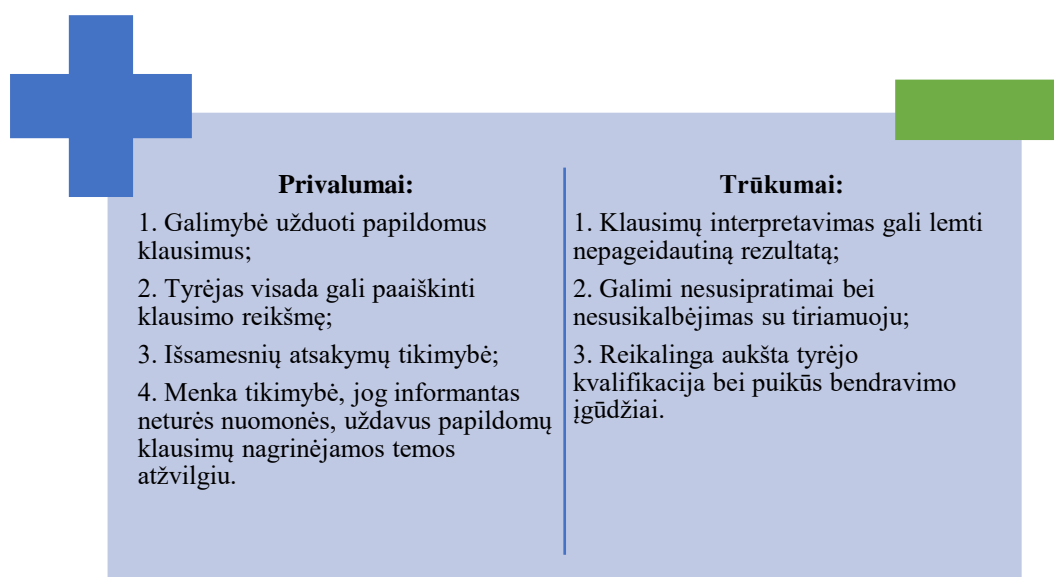 Privalumai:
1. Galimybė užduoti papildomus
klausimus;
2. Tyrėjas visada gali paaiškinti
klausimo reikšmę;
3. Išsamesnių atsakymų tikimybė;
4. Menka tikimybė, jog informantas
neturės nuomonės, uždavus papildomų
klausimų nagrinėjamos temos
atžvilgiu.
Trūkumai:
1. Klausimų interpretavimas gali lemti
nepageidautiną rezultatą;
2. Galimi nesusipratimai bei
nesusikalbėjimas su tiriamuoju;
3. Reikalinga aukšta tyrėjo
kvalifikacija bei puikūs bendravimo
įgūdžiai.